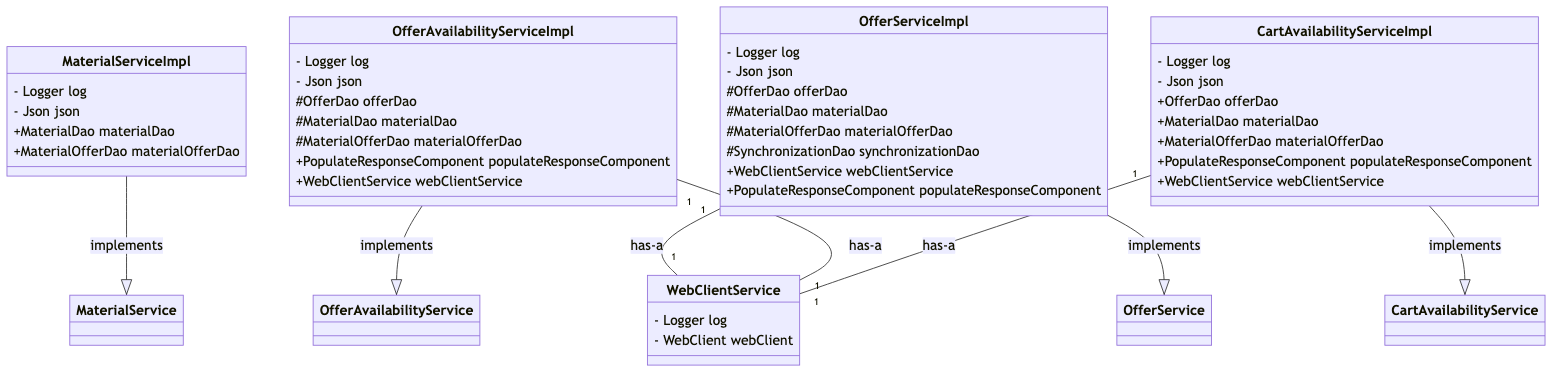 MaterialServiceImpl
- Logger log
- Json json
+MaterialDao materialDao
+MaterialOfferDao materialOfferDao
OfferAvailabilityServiceImpl
- Logger log
- Json json
#OfferDao offerDao
#MaterialDao materialDao
#MaterialOfferDao materialOfferDao
+PopulateResponseComponent populateResponseComponent
+WebClientService webClientService
OfferServiceImpl
- Logger log
- Json json
#OfferDao offerDao
#MaterialDao materialDao
#MaterialOfferDao materialOfferDao
#SynchronizationDao synchronizationDao
+WebClientService webClientService
+PopulateResponseComponent populateResponseComponent
CartAvailabilityServiceImpl
- Logger log
- Json json
+OfferDao offerDao
+MaterialDao materialDao
+MaterialOfferDao materialOfferDao
+PopulateResponseComponent populateResponseComponent
+WebClientService webClientService
1
1
1
implements
implements
has-a
has-a
has-a
implements
implements
1
1
1
MaterialService
OfferAvailabilityService
WebClientService
- Logger log
- WebClient webClient
OfferService
CartAvailabilityService